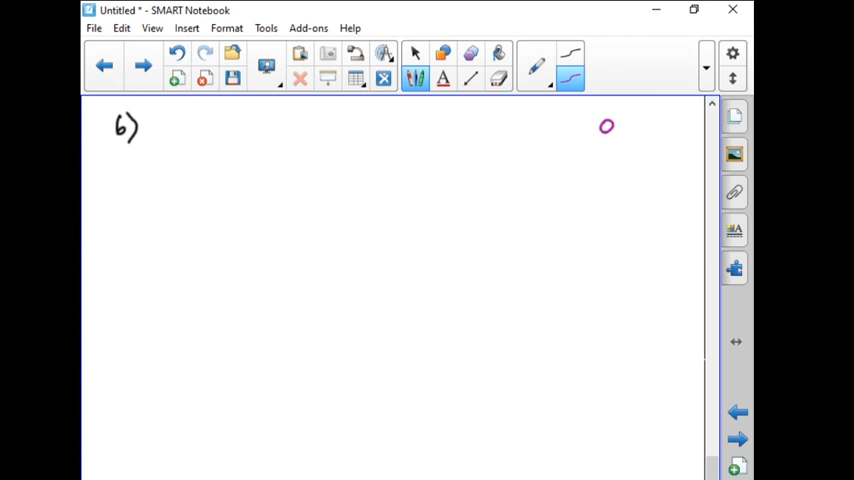 Untitled * - SMART Notebook
File Edit View Insert Format Tools Add-ons Help
6) 0